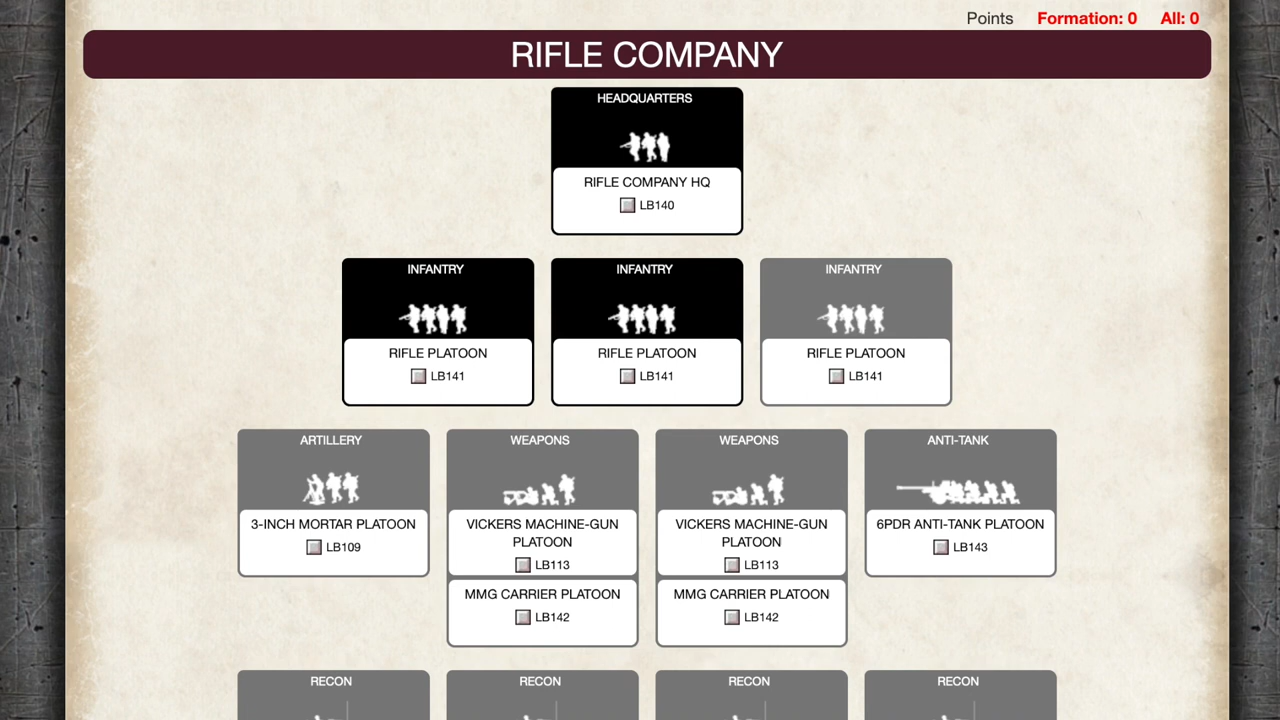 Points Formation: 0 All: 0
RIFLE COMPANY
HEADQUARTERS
RIFLE COMPANY HQ
LB140
INFANTRY
RIFLE PLATOON
LB141
INFANTRY
RIFLE PLATOON
LB141
INFANTRY
RIFLE PLATOON
LB141
ARTILLERY
3-INCH MORTAR PLATOON
LB109
WEAPONS
VICKERS MACHINE-GUN
PLATOON
LB113
MMG CARRIER PLATOON
LB142
WEAPONS
VICKERS MACHINE-GUN
PLATOON
LB113
MMG CARRIER PLATOON
LB142
ANTI-TANK
6PDR ANTI-TANK PLATOON
LB143
RECON
RECON
RECON
RECON